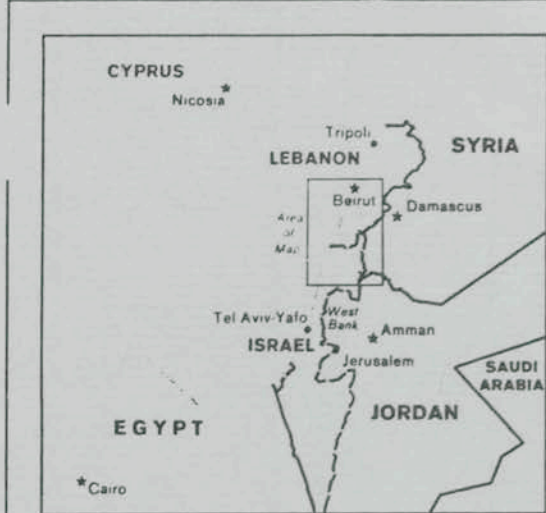 CYPRUS
Nicosia
Tripoli
LEBANON
SYRIA
Beirut
Damascus
Area
of
Map
Tel Aviv-Yafo
West
Bank
Amman
ISRAEL
Jerusalem
SAUDI
ARABIA
JORDAN
EGYPT
Cairo